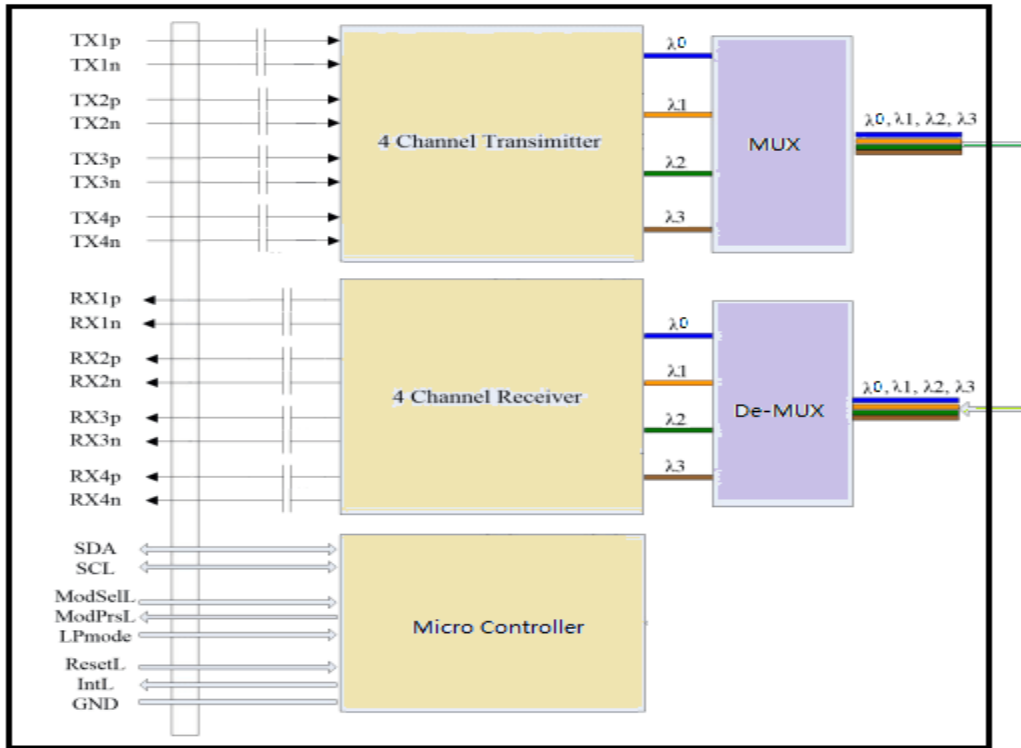 TX1p
TX1n
TX2p
TX2n
TX3p
TX3n
TX4p
TX4n
4 Channel Transimitter
λ0
λ1
λ2
λ3
MUX
λ0, λ1, λ2, λ3
RX1p
RX1n
RX2p
RX2n
RX3p
RX3n
RX4p
RX4n
4 Channel Receiver
λ0
λ1
λ2
λ3
De-MUX
λ0, λ1, λ2, λ3
SDA
SCL
ModSelL
ModPrsL
LPmode
ResetL
IntL
GND
Micro Controller